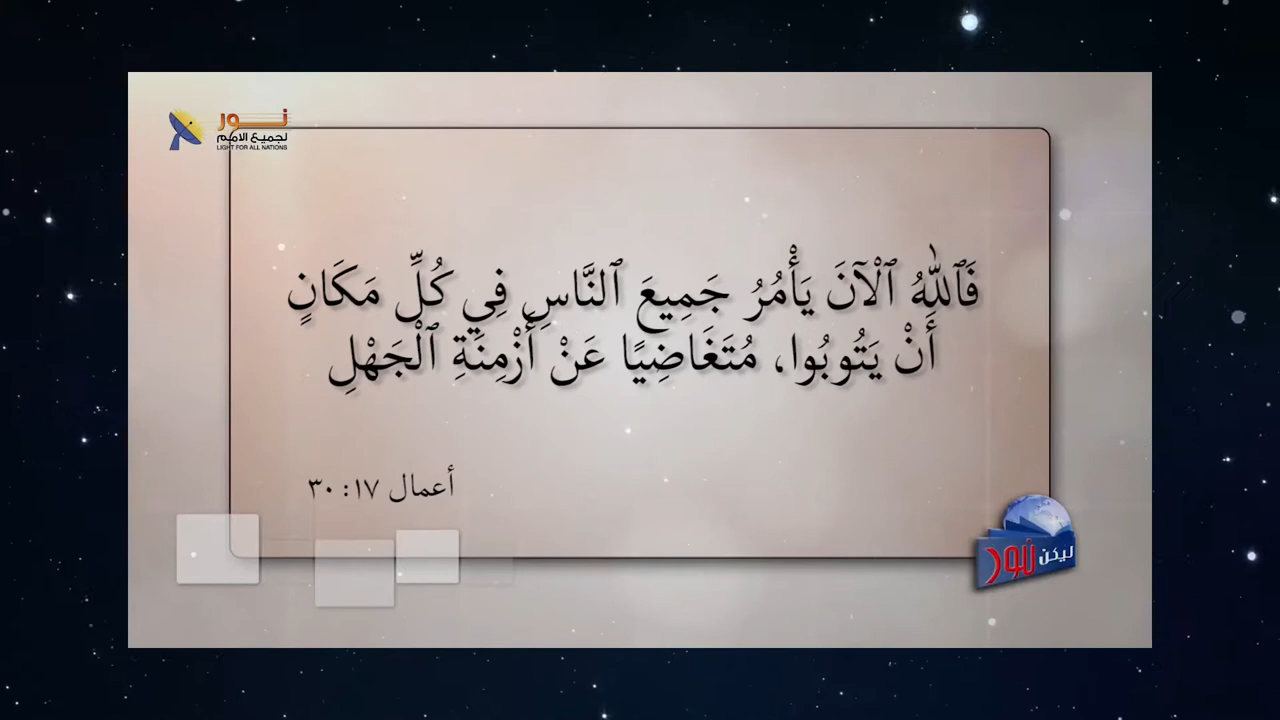 نور
لجميع الامم
LIGHT FOR ALL NATIONS
فَٱللهُ ٱلْآنَ يَأْمُرُ جَمِيعَ ٱلنَّاسِ فِي كُلِّ مَكَانٍ
أَنْ يَتُوبُوا، مُتَغَاضِيًا عَنْ أَزْمِنَةِ ٱلْجَهْلِ
أعمال ١٧: ٣٠
ليكن نور